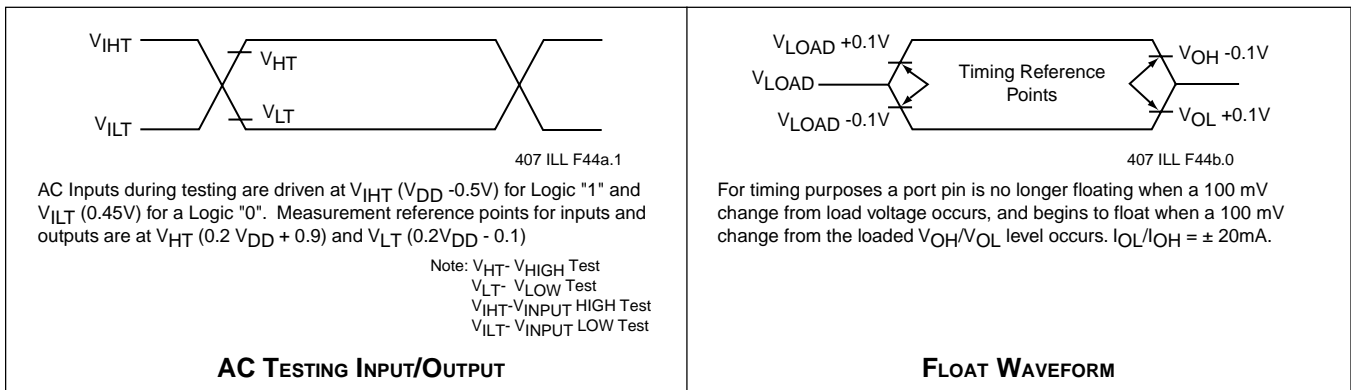 VIHT
VHT
VLT
VILT
407 ILL F44a.1
AC Inputs during testing are driven at VIHT (VDD -0.5V) for Logic "1" and
VILT (0.45V) for a Logic "0". Measurement reference points for inputs and
outputs are at VHT (0.2 VDD + 0.9) and VLT (0.2VDD - 0.1)
Note: VHT- VHIGH Test
VLT- VLOW Test
VIHT-VINPUT HIGH Test
VILT- VINPUT LOW Test
AC TESTING INPUT/OUTPUT
VLOAD +0.1V
VLOAD
VLOAD -0.1V
Timing Reference
Points
VOH -0.1V
VOL +0.1V
407 ILL F44b.0
For timing purposes a port pin is no longer floating when a 100 mV
change from load voltage occurs, and begins to float when a 100 mV
change from the loaded VOH/VOL level occurs. IOL/IOH = ± 20mA.
FLOAT WAVEFORM